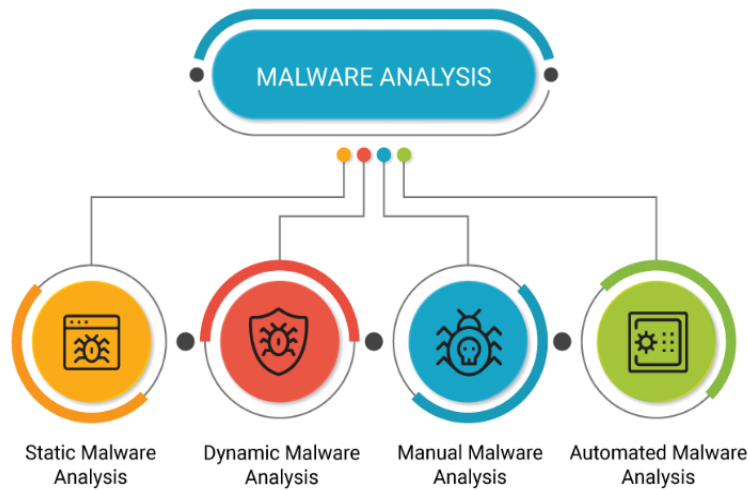 MALWARE ANALYSIS
Static Malware
Analysis
Dynamic Malware
Analysis
Manual Malware
Analysis
Automated Malware
Analysis